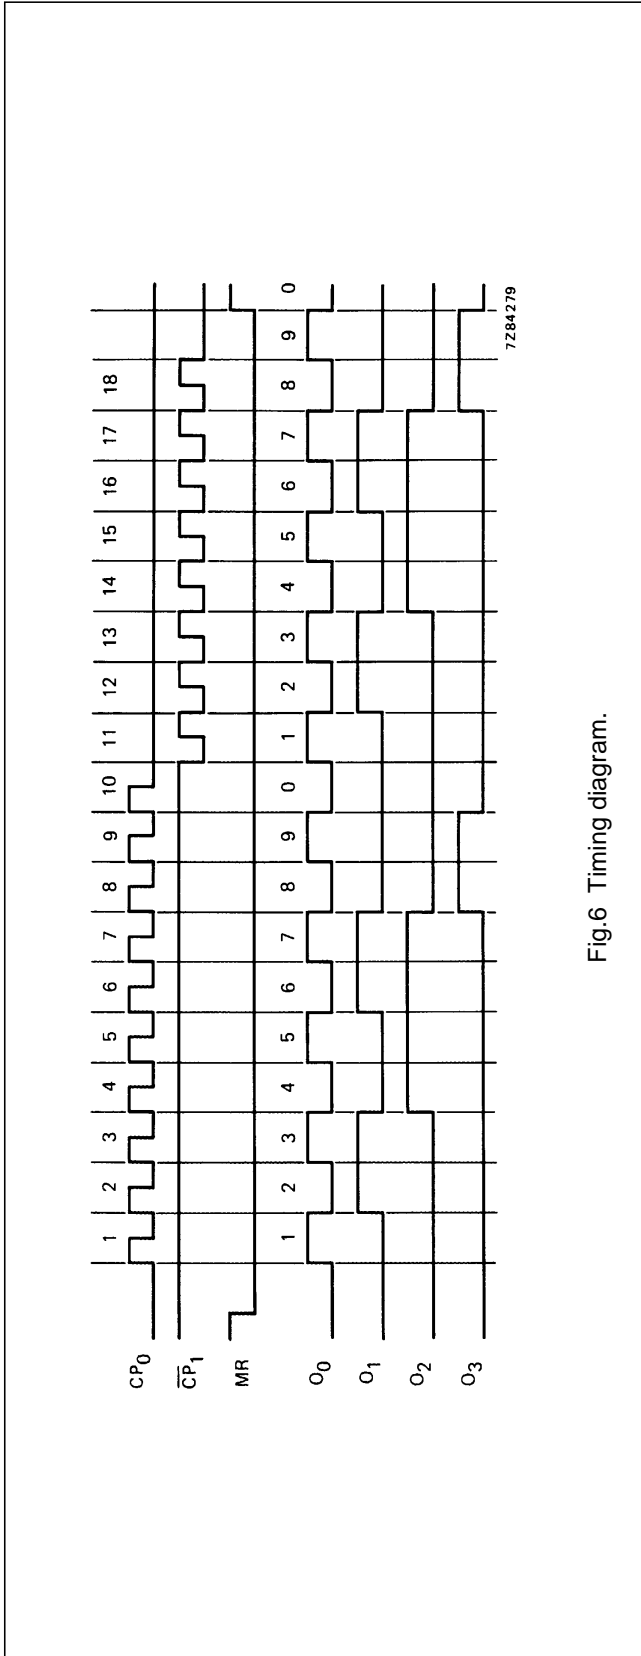 1 2 3 4 5 6 7 8 9 10 11 12 13 14 15 16 17 18
CP0
C̅P̅1
MR
1 2 3 4 5 6 7 8 9 0 1 2 3 4 5 6 7 8 9 0
O0
O1
O2
O3
7Z84279
Fig.6 Timing diagram.